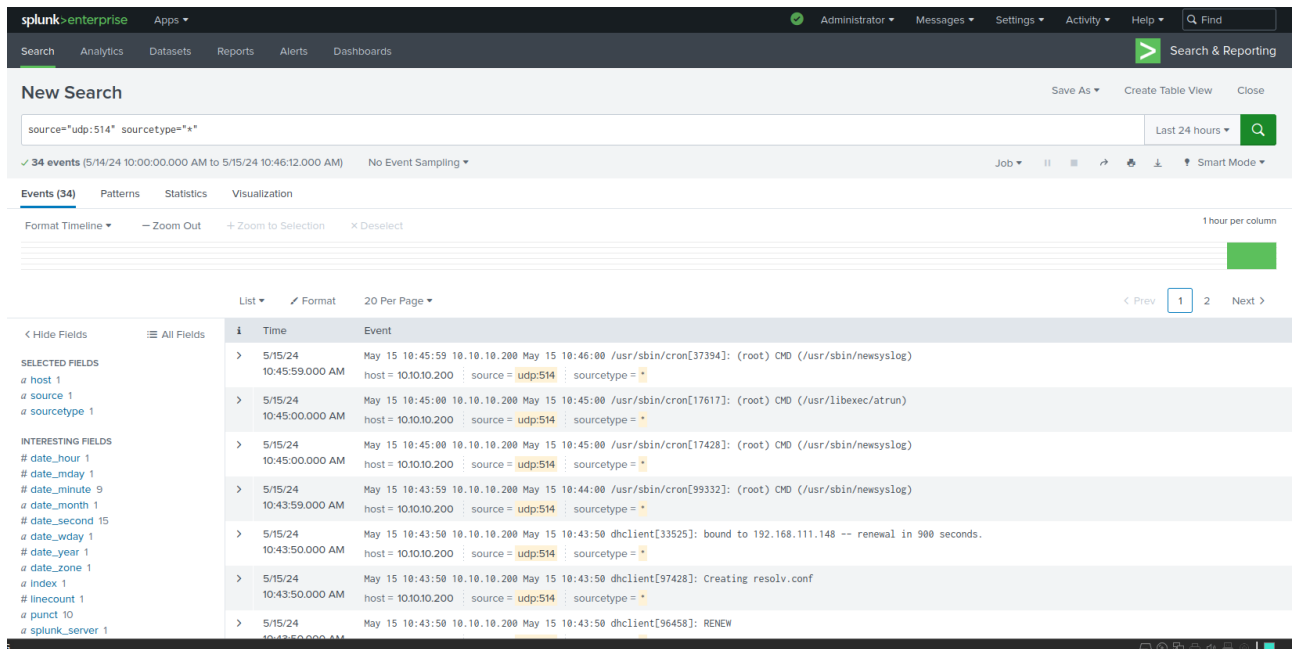 splunk>enterprise Apps Administrator Messages Settings Activity Help Find
Search Analytics Datasets Reports Alerts Dashboards Search & Reporting
New Search Save As Create Table View Close
source="udp:514" sourcetype="*" Last 24 hours
34 events (5/14/24 10:00:00.000 AM to 5/15/24 10:46:12.000 AM) No Event Sampling Job Smart Mode
Events (34) Patterns Statistics Visualization
Format Timeline – Zoom Out + Zoom to Selection × Deselect 1 hour per column
List Format 20 Per Page < Prev 1 2 Next >
< Hide Fields All Fields i Time Event
SELECTED FIELDS
a host 1
a source 1
a sourcetype 1
INTERESTING FIELDS
# date_hour 1
# date_mday 1
# date_minute 9
a date_month 1
# date_second 15
a date_wday 1
# date_year 1
a date_zone 1
a index 1
# linecount 1
a punct 10
a splunk_server 1
> 5/15/24 May 15 10:45:59 10.10.10.200 May 15 10:46:00 /usr/sbin/cron[37394]: (root) CMD (/usr/sbin/newsyslog)
10:45:59.000 AM host = 10.10.10.200 source = udp:514 sourcetype = *
> 5/15/24 May 15 10:45:00 10.10.10.200 May 15 10:45:00 /usr/sbin/cron[17617]: (root) CMD (/usr/libexec/atrun)
10:45:00.000 AM host = 10.10.10.200 source = udp:514 sourcetype = *
> 5/15/24 May 15 10:45:00 10.10.10.200 May 15 10:45:00 /usr/sbin/cron[17428]: (root) CMD (/usr/sbin/newsyslog)
10:45:00.000 AM host = 10.10.10.200 source = udp:514 sourcetype = *
> 5/15/24 May 15 10:43:59 10.10.10.200 May 15 10:44:00 /usr/sbin/cron[99332]: (root) CMD (/usr/sbin/newsyslog)
10:43:59.000 AM host = 10.10.10.200 source = udp:514 sourcetype = *
> 5/15/24 May 15 10:43:50 10.10.10.200 May 15 10:43:50 dhclient[33525]: bound to 192.168.111.148 -- renewal in 900 seconds.
10:43:50.000 AM host = 10.10.10.200 source = udp:514 sourcetype = *
> 5/15/24 May 15 10:43:50 10.10.10.200 May 15 10:43:50 dhclient[97428]: Creating resolv.conf
10:43:50.000 AM host = 10.10.10.200 source = udp:514 sourcetype = *
> 5/15/24 May 15 10:43:50 10.10.10.200 May 15 10:43:50 dhclient[96458]: RENEW